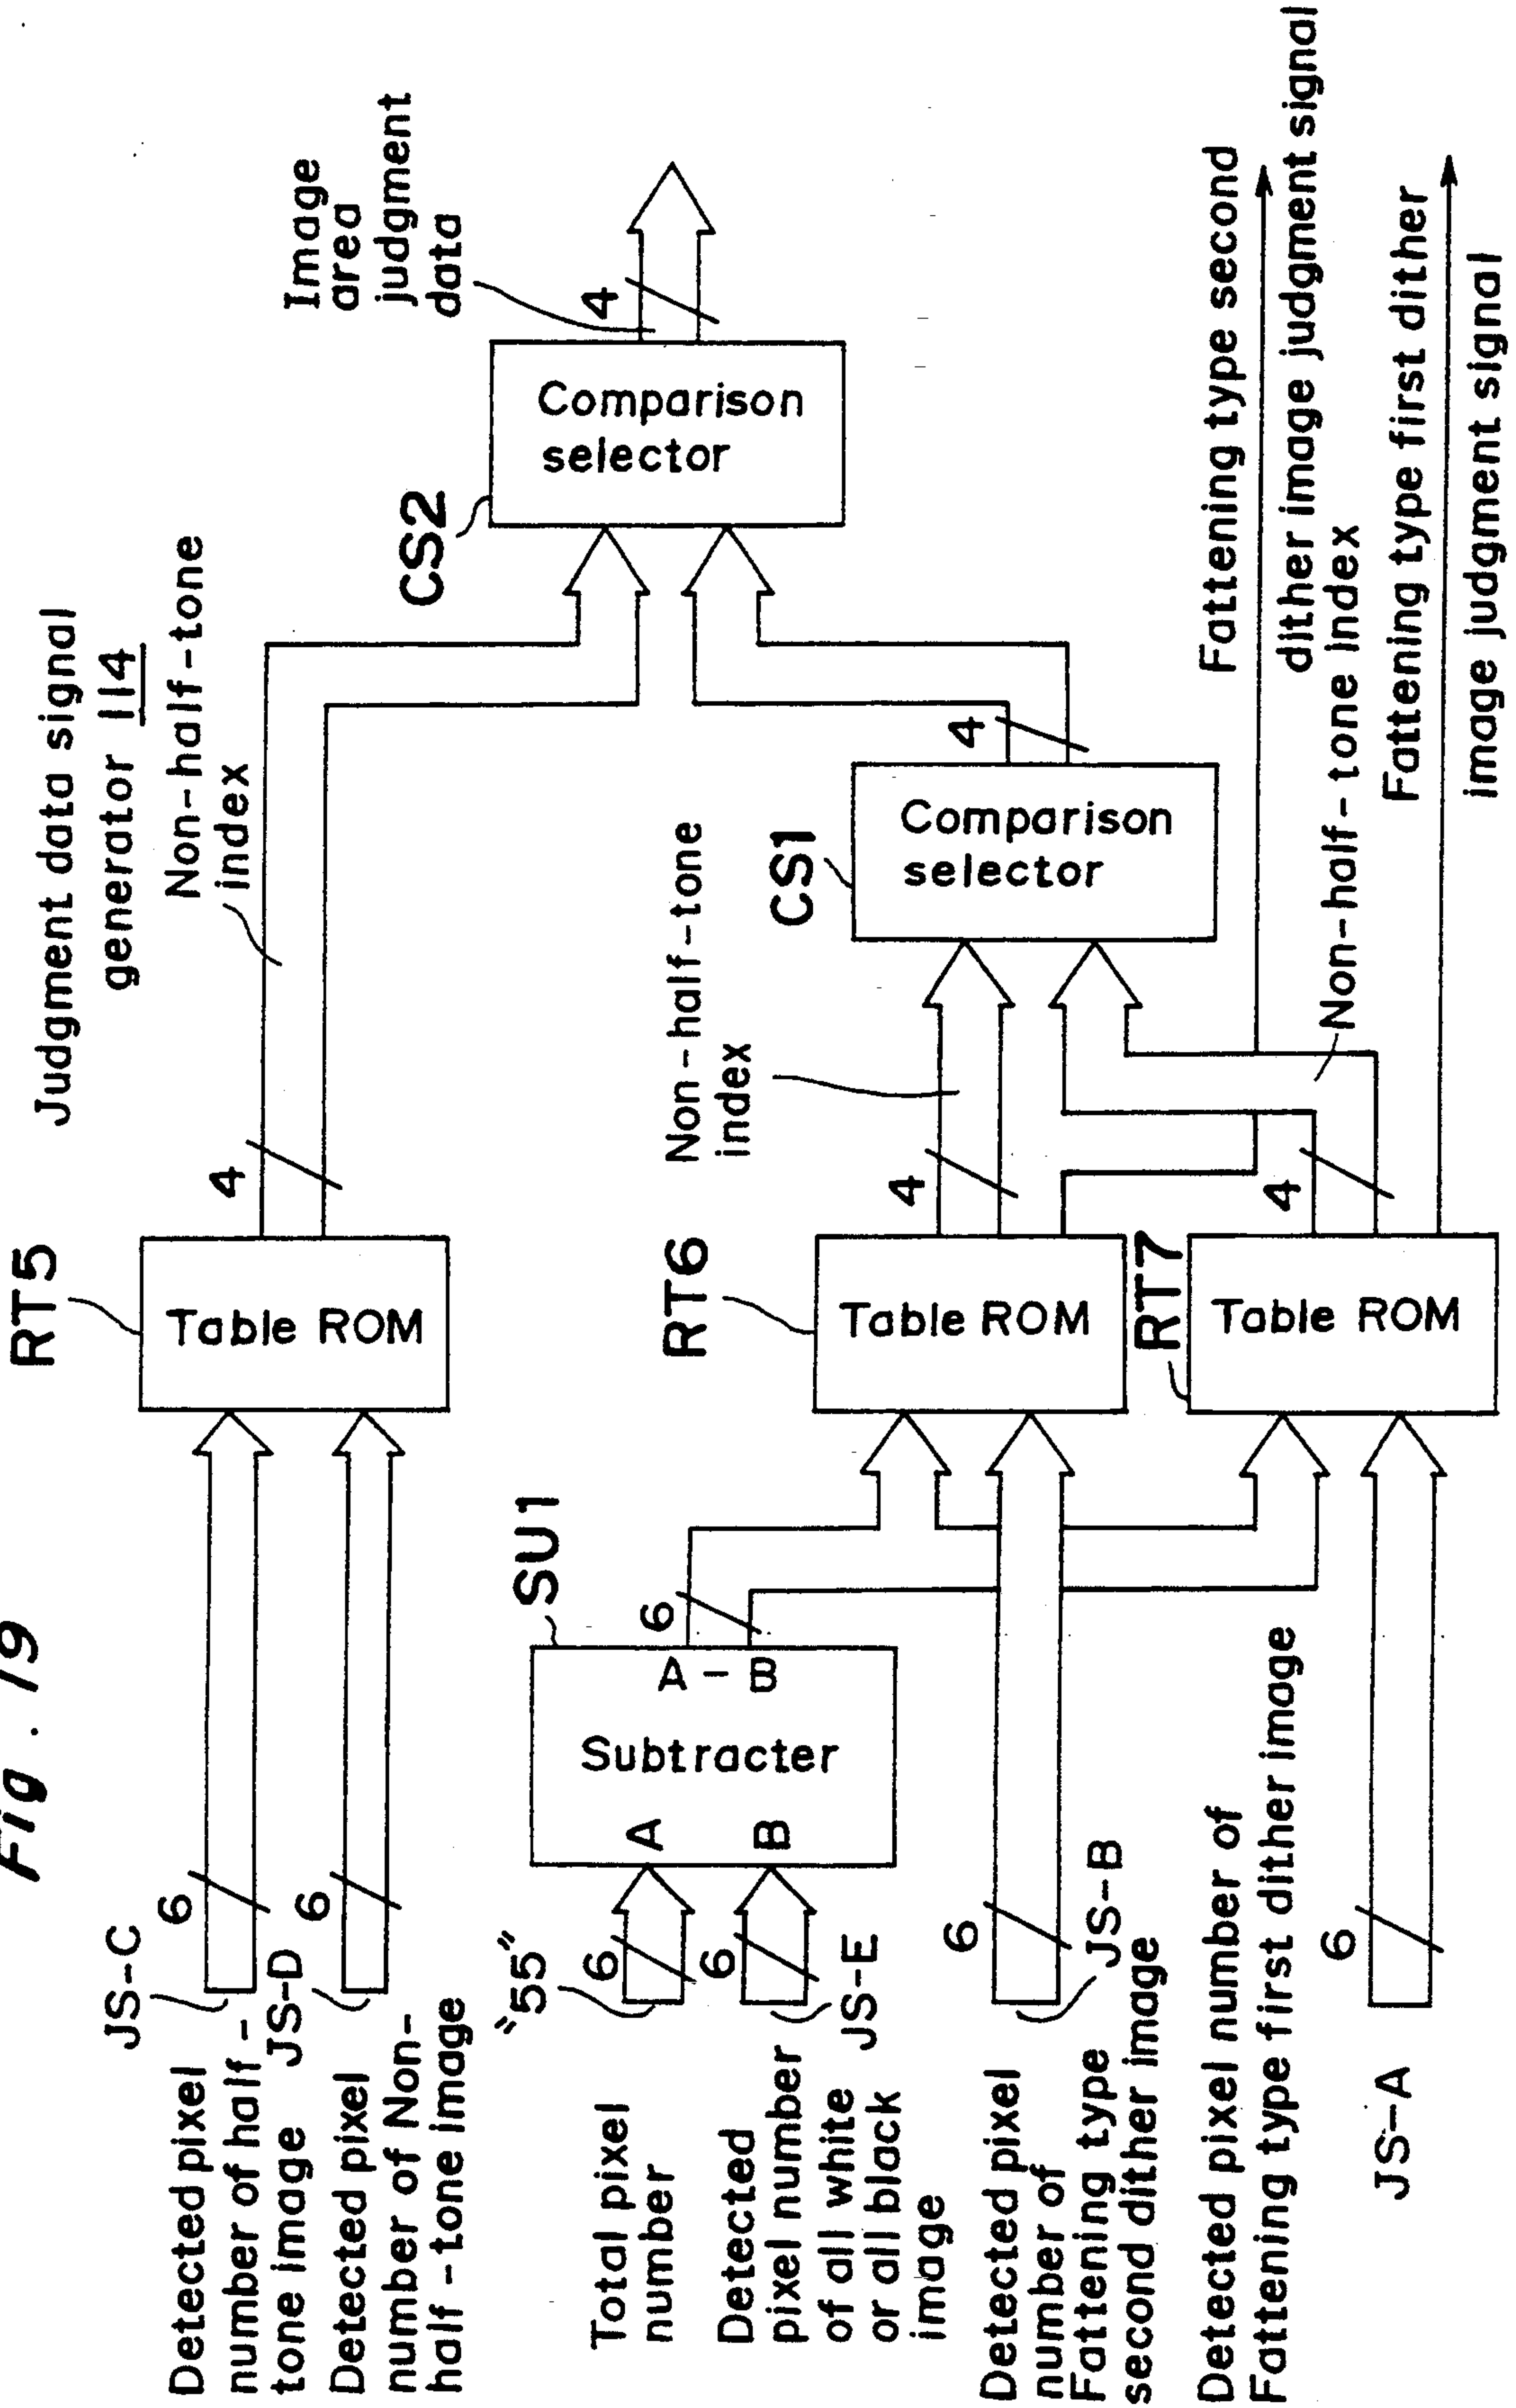 Fig. 19
Judgment data signal
generator 114
RT5
Non-half-tone
index
JS-C
6
4
Detected pixel
number of half-
tone image
Table ROM
JS-D
6
Detected pixel
number of Non-
half-tone image
CS2
Comparison
selector
Image
area
judgment
data
4
"55"
6
Total pixel
number
SU1
A
A-B
Subtracter
B
6
Detected
pixel number
of all white
or all black
image
6
JS-E
RT6
Table ROM
4
Non-half-tone
index
CS1
Comparison
selector
4
6
JS-B
Detected pixel
number of
Fattening type
second dither image
RT7
Table ROM
4
Non-half-tone index
Fattening type second
dither image judgment signal
Detected pixel number of
Fattening type first dither image
6
JS-A
Fattening type first dither
image judgment signal